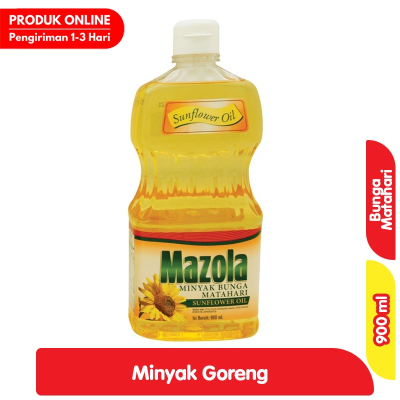 PRODUK ONLINE
Pengiriman 1-3 Hari
Sunflower Oil
Mazola
MINYAK BUNGA
MATAHARI
SUNFLOWER OIL
Bunga
Matahari
900 ml
Minyak Goreng